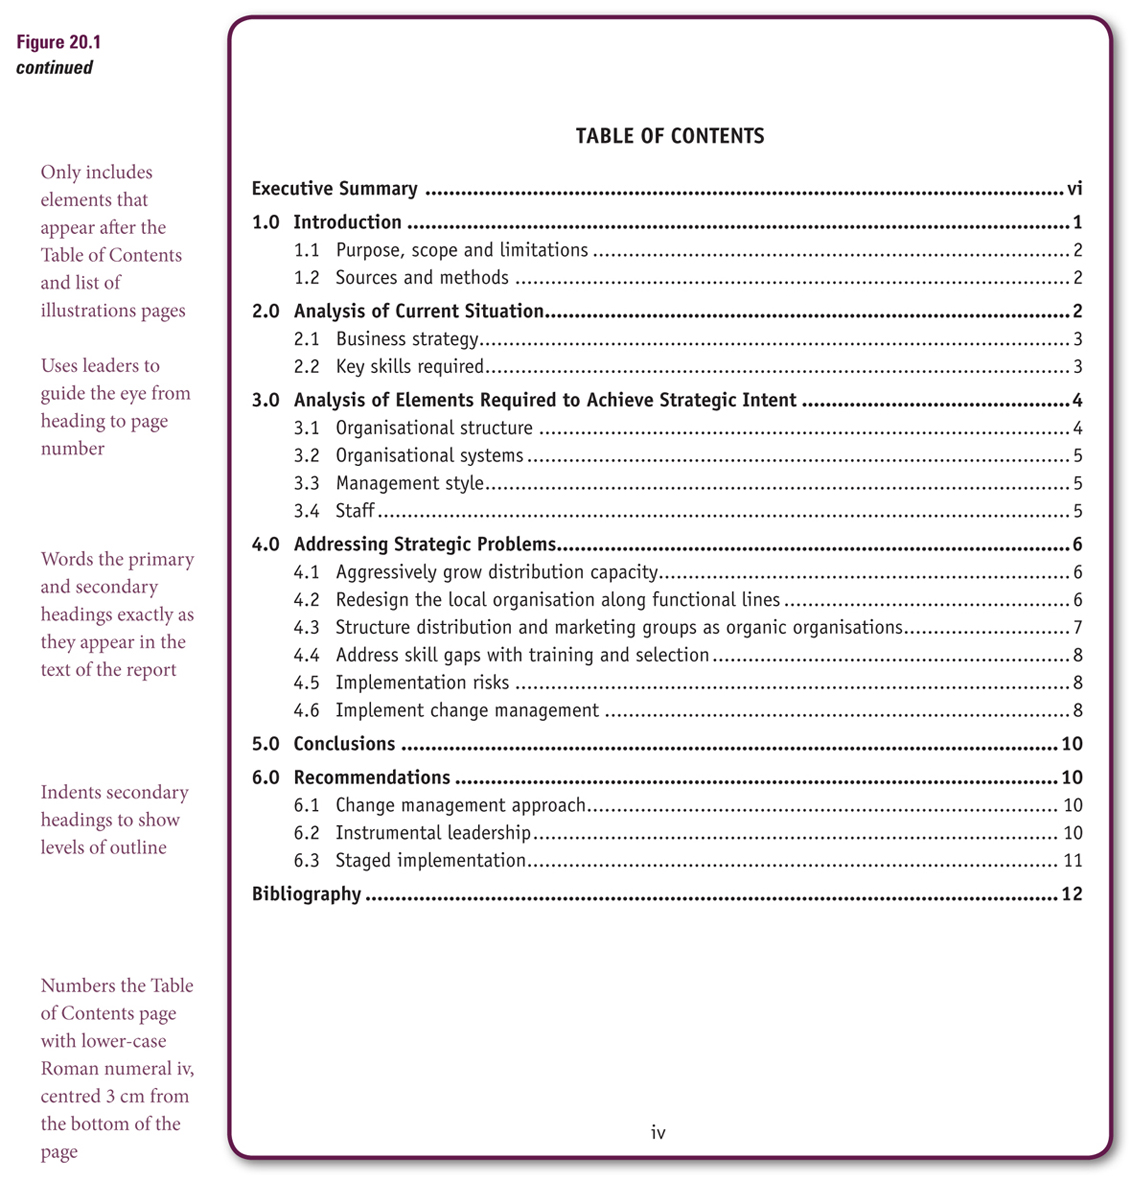 Figure 20.1
continued
Only includes
elements that
appear after the
Table of Contents
and list of
illustrations pages
Uses leaders to
guide the eye from
heading to page
number
Words the primary
and secondary
headings exactly as
they appear in the
text of the report
Indents secondary
headings to show
levels of outline
Numbers the Table
of Contents page
with lower-case
Roman numeral iv,
centred 3 cm from
the bottom of the
page
TABLE OF CONTENTS
Executive Summary ........ vi
1.0 Introduction ........ 1
1.1 Purpose, scope and limitations ........ 2
1.2 Sources and methods ........ 2
2.0 Analysis of Current Situation ........ 2
2.1 Business strategy ........ 3
2.2 Key skills required ........ 3
3.0 Analysis of Elements Required to Achieve Strategic Intent ........ 4
3.1 Organisational structure ........ 4
3.2 Organisational systems ........ 5
3.3 Management style ........ 5
3.4 Staff ........ 5
4.0 Addressing Strategic Problems ........ 6
4.1 Aggressively grow distribution capacity ........ 6
4.2 Redesign the local organisation along functional lines ........ 6
4.3 Structure distribution and marketing groups as organic organisations ........ 7
4.4 Address skill gaps with training and selection ........ 8
4.5 Implementation risks ........ 8
4.6 Implement change management ........ 8
5.0 Conclusions ........ 10
6.0 Recommendations ........ 10
6.1 Change management approach ........ 10
6.2 Instrumental leadership ........ 10
6.3 Staged implementation ........ 11
Bibliography ........ 12
iv